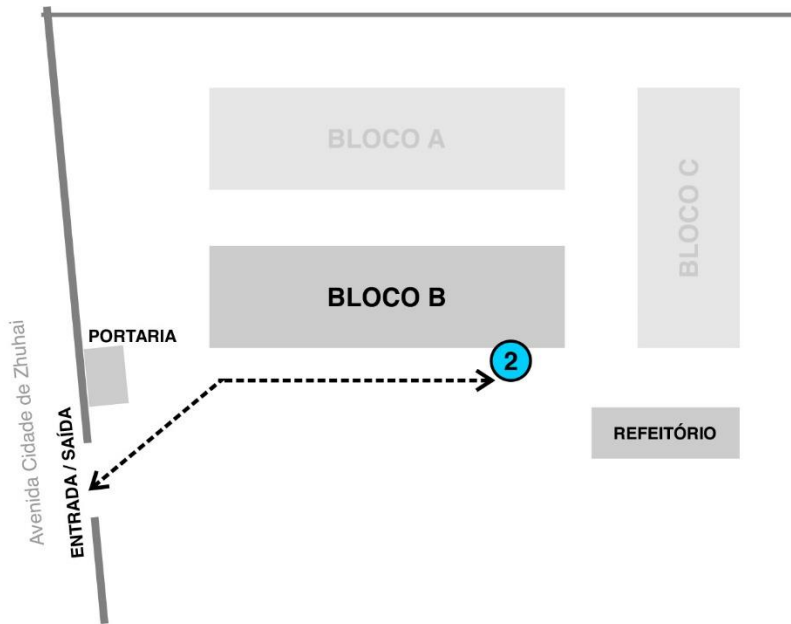 BLOCO A
BLOCO C
BLOCO B
PORTARIA
2
Avenida Cidade de Zhuhai
ENTRADA / SAÍDA
REFEITÓRIO